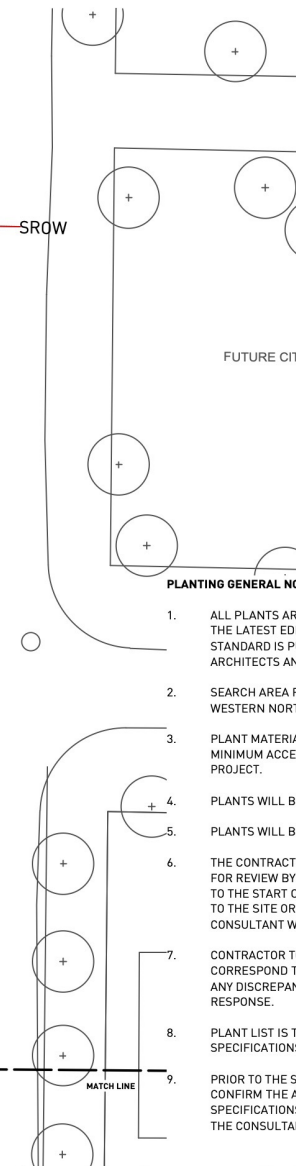 SROW
FUTURE CIT
PLANTING GENERAL NO
1. ALL PLANTS AR
THE LATEST EDI
STANDARD IS P
ARCHITECTS AN
2. SEARCH AREA
WESTERN NORT
3. PLANT MATERIA
MINIMUM ACCE
PROJECT.
4. PLANTS WILL B
5. PLANTS WILL B
6. THE CONTRACT
FOR REVIEW BY
TO THE START O
TO THE SITE OR
CONSULTANT W
7. CONTRACTOR T
CORRESPOND T
ANY DISCREPAN
RESPONSE.
8. PLANT LIST IS T
SPECIFICATIONS
9. PRIOR TO THE S
CONFIRM THE A
SPECIFICATIONS
THE CONSULTA
MATCH LINE